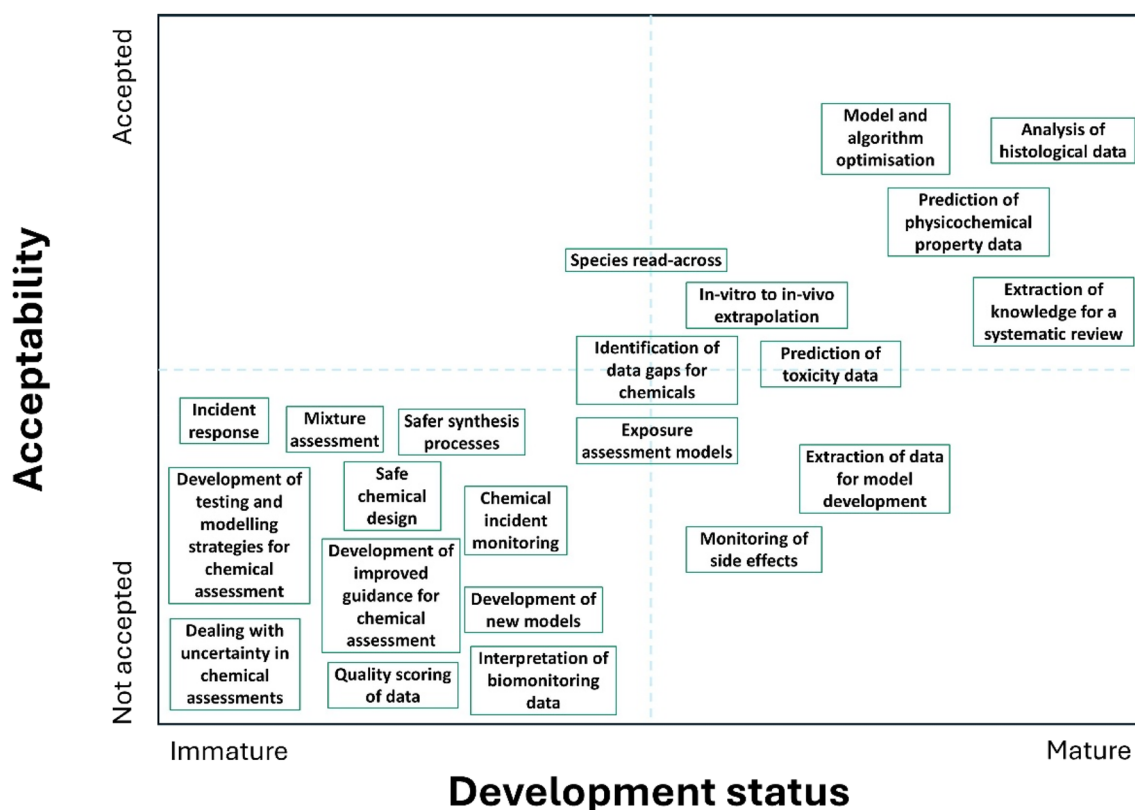 Acceptability
Accepted
Not accepted
Model and
algorithm
optimisation
Analysis of
histological data
Prediction of
physicochemical
property data
Species read-across
In-vitro to in-vivo
extrapolation
Extraction of
knowledge for a
systematic review
Identification of
data gaps for
chemicals
Prediction of
toxicity data
Incident
response
Mixture
assessment
Safer synthesis
processes
Exposure
assessment models
Extraction of data
for model
development
Development of
testing and
modelling
strategies for
chemical
assessment
Safe
chemical
design
Chemical
incident
monitoring
Monitoring of
side effects
Development of
improved
guidance for
chemical
assessment
Development of
new models
Dealing with
uncertainty in
chemical
assessments
Quality scoring
of data
Interpretation of
biomonitoring
data
Immature
Mature
Development status